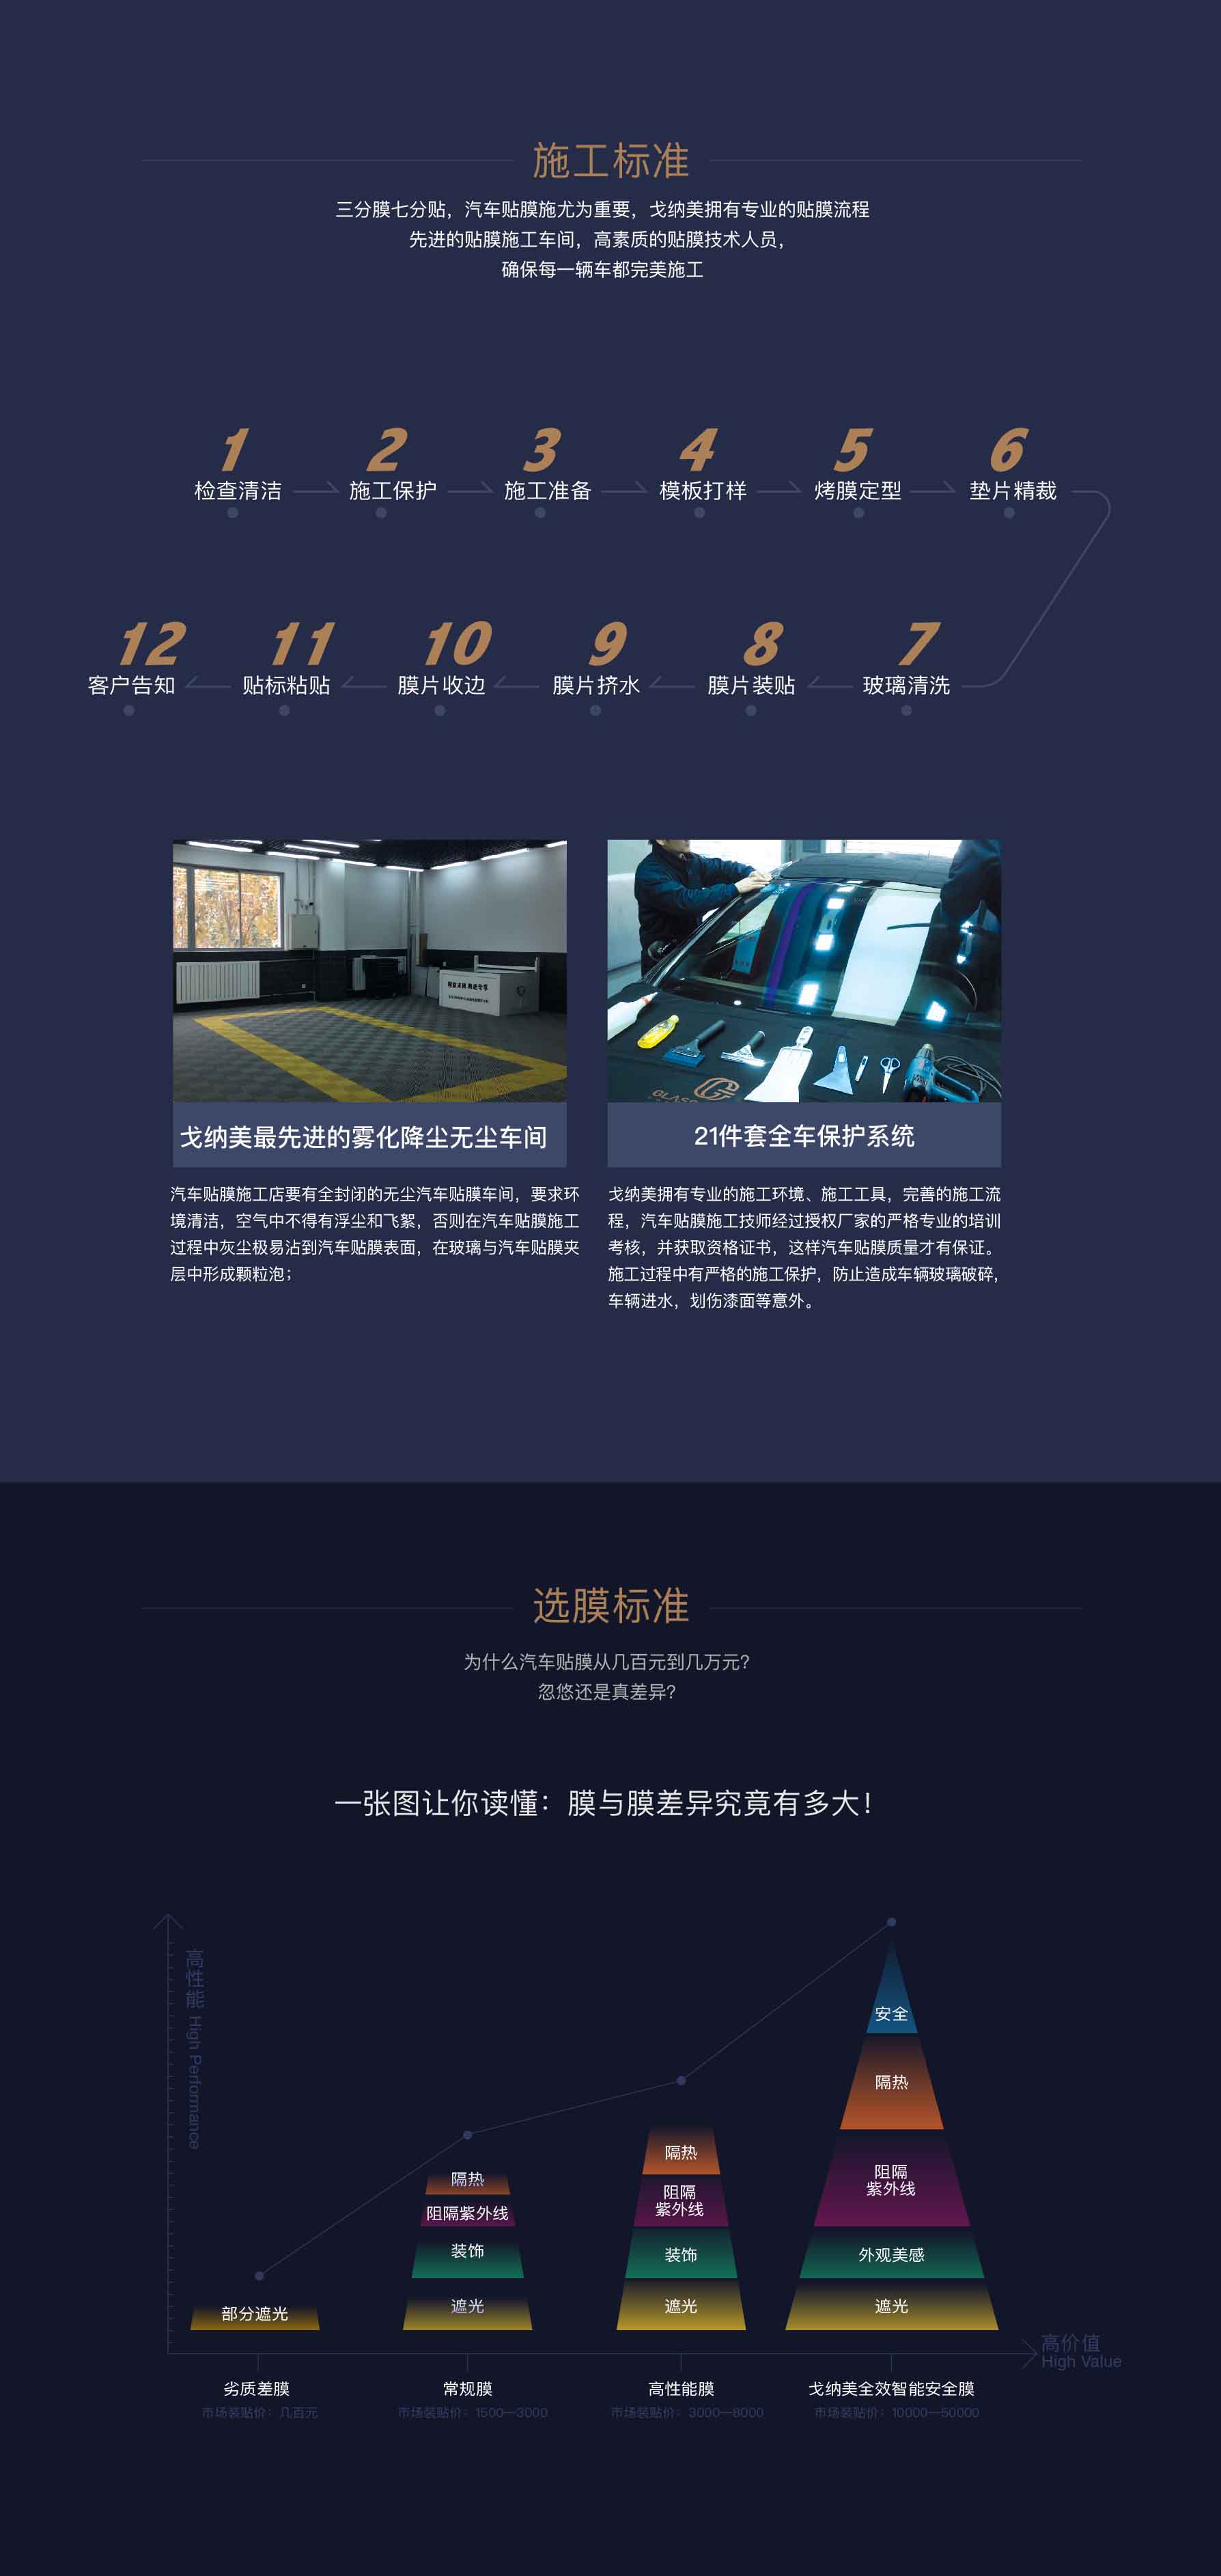 施工标准
三分膜七分贴，汽车贴膜施尤为重要，戈纳美拥有专业的贴膜流程
先进的贴膜施工车间，高素质的贴膜技术人员，
确保每一辆车都完美施工
1 2 3 4 5 6
检查清洁 施工保护 施工准备 模板打样 烤膜定型 垫片精裁
12 11 10 9 8 7
客户告知 贴标粘贴 膜片收边 膜片挤水 膜片装贴 玻璃清洗
戈纳美最先进的雾化降尘无尘车间
汽车贴膜施工店要有全封闭的无尘汽车贴膜车间，要求环
境清洁，空气中不得有浮尘和飞絮，否则在汽车贴膜施工
过程中灰尘极易沾到汽车贴膜表面，在玻璃与汽车贴膜夹
层中形成颗粒泡；
21件套全车保护系统
戈纳美拥有专业的施工环境、施工工具，完善的施工流
程，汽车贴膜施工技师经过授权厂家的严格专业的培训
考核，并获取资格证书，这样汽车贴膜质量才有保证。
施工过程中有严格的施工保护，防止造成车辆玻璃破碎，
车辆进水，划伤漆面等意外。
选膜标准
为什么汽车贴膜从几百元到几万元?
忽悠还是真差异?
一张图让你读懂：膜与膜差异究竟有多大！
高性能 High Performance
部分遮光
隔热
阻隔紫外线
装饰
遮光
隔热
阻隔
紫外线
装饰
遮光
安全
隔热
阻隔
紫外线
外观美感
遮光
高价值
High Value
劣质差膜 常规膜 高性能膜 戈纳美全效智能安全膜
市场装贴价：几百元 市场装贴价：1500—3000 市场装贴价：3000—8000 市场装贴价：10000—50000